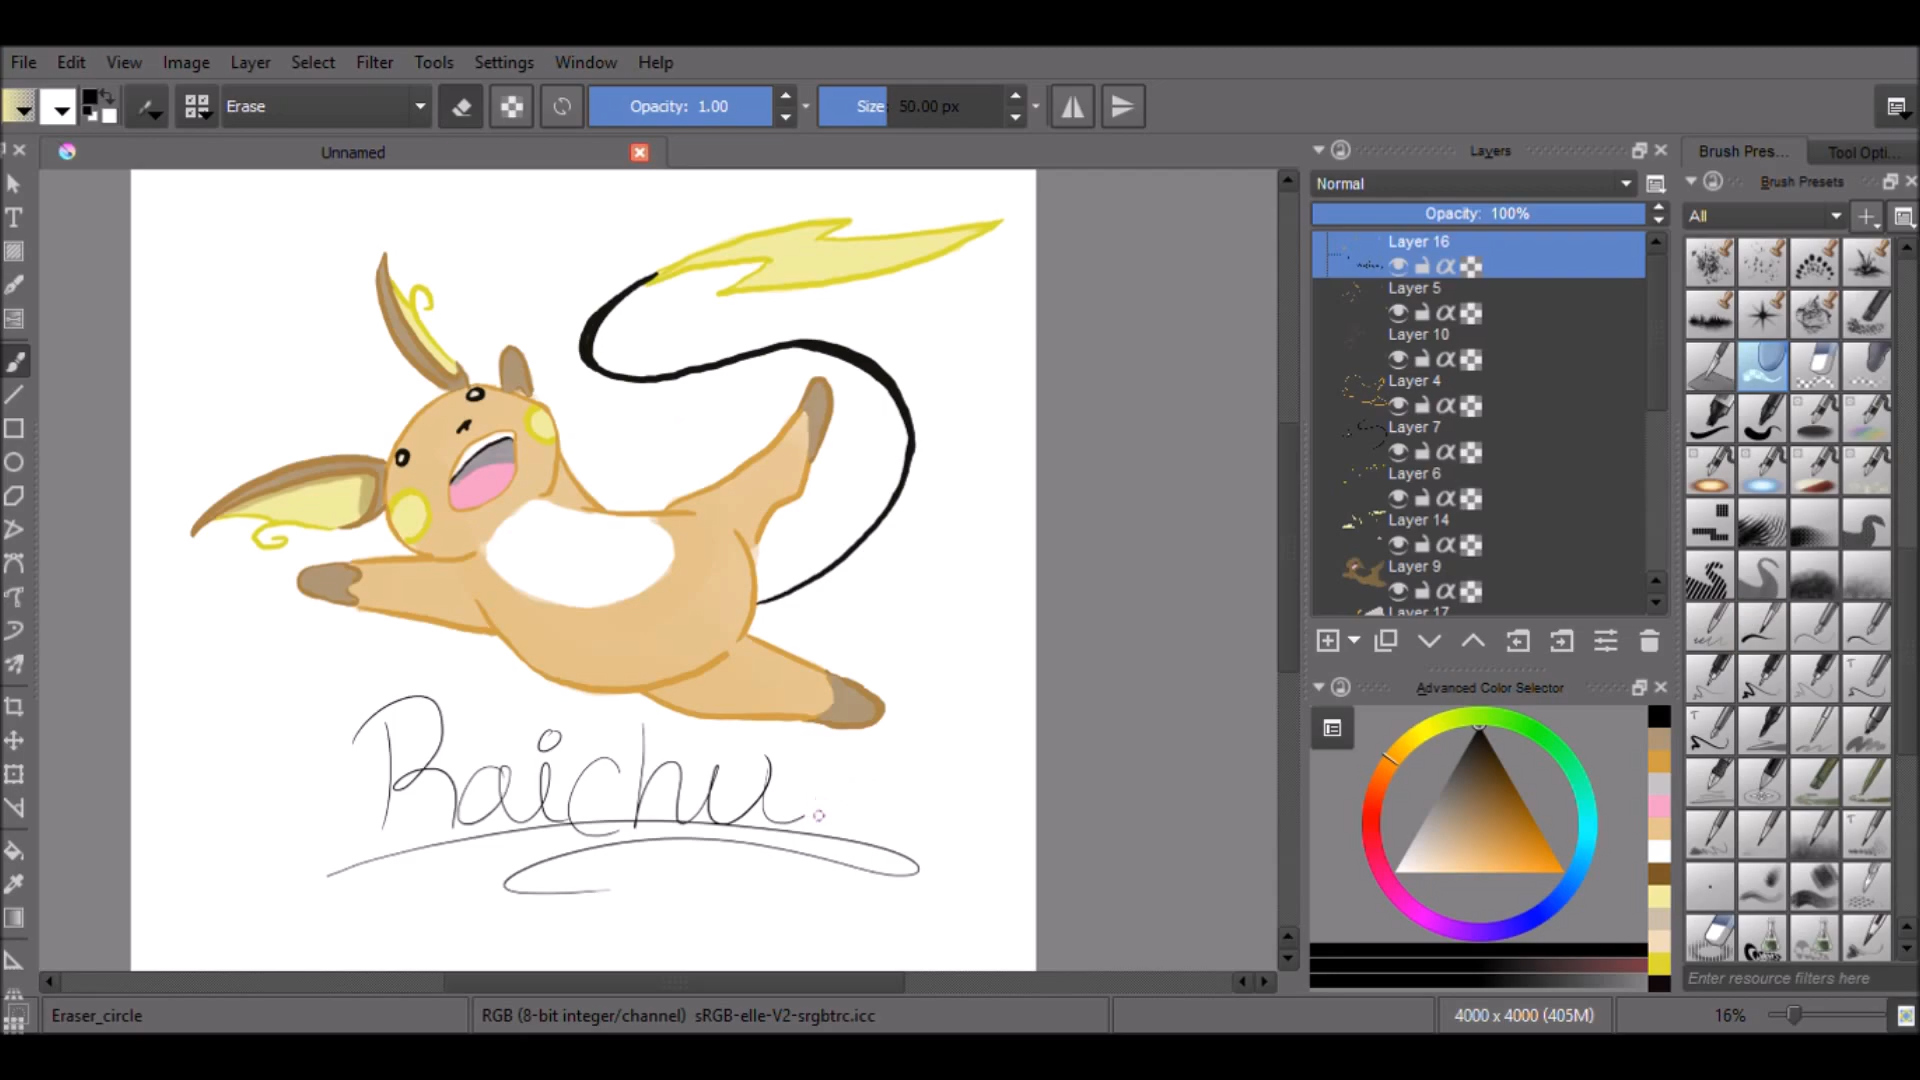 File Edit View Image Layer Select Filter Tools Settings Window Help
Erase Opacity: 1.00 Size: 50.00 px
Unnamed
Layers
Normal
Opacity: 100%
Layer 16
Layer 5
Layer 10
Layer 4
Layer 7
Layer 6
Layer 14
Layer 9
Layer 17
Advanced Color Selector
Brush Pres... Tool Opti...
Brush Presets
All
Enter resource filters here
Raichu
Eraser_circle RGB (8-bit integer/channel) sRGB-elle-V2-srgbtrc.icc 4000 x 4000 (405M) 16%